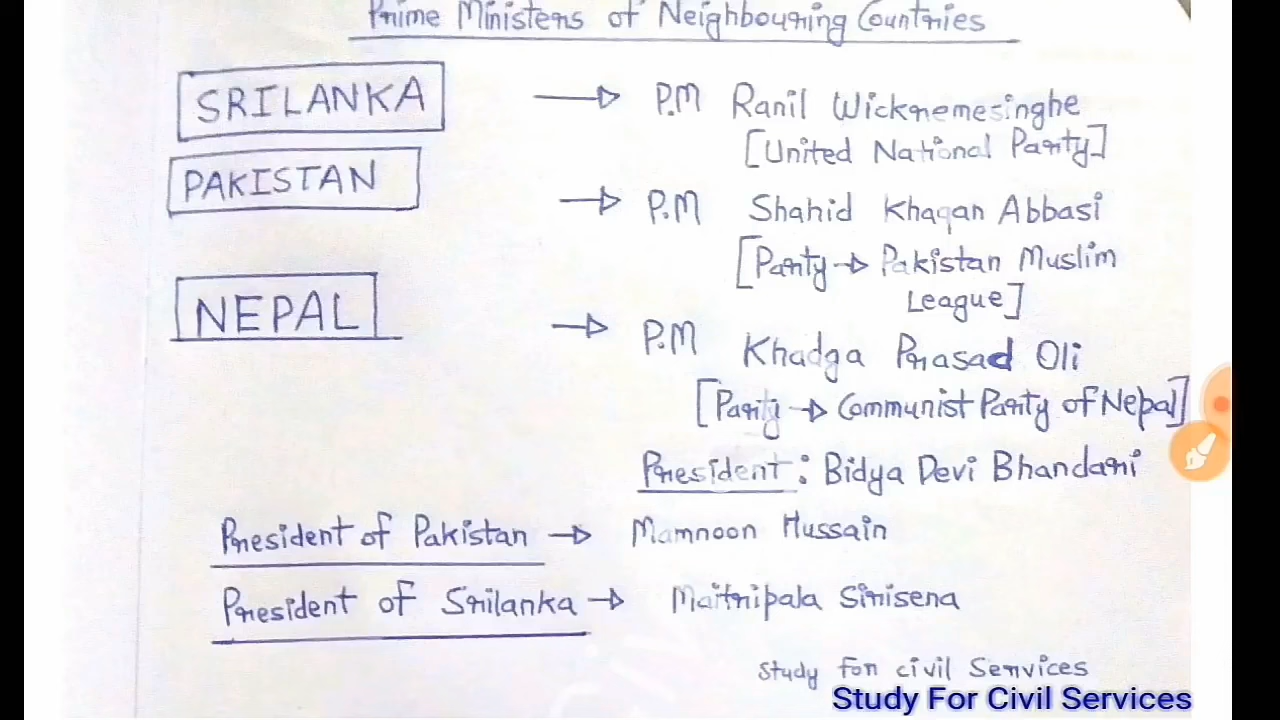 Prime Ministers of Neighbouring Countries
SRILANKA → P.M Ranil Wickremesinghe
[United National Party]
PAKISTAN → P.M Shahid Khaqan Abbasi
[Party → Pakistan Muslim
League]
NEPAL → P.M Khadga Prasad Oli
[Party → Communist Party of Nepal]
President : Bidya Devi Bhandari
President of Pakistan → Mamnoon Hussain
President of Srilanka → Maitripala Sirisena
Study for civil Services
Study For Civil Services